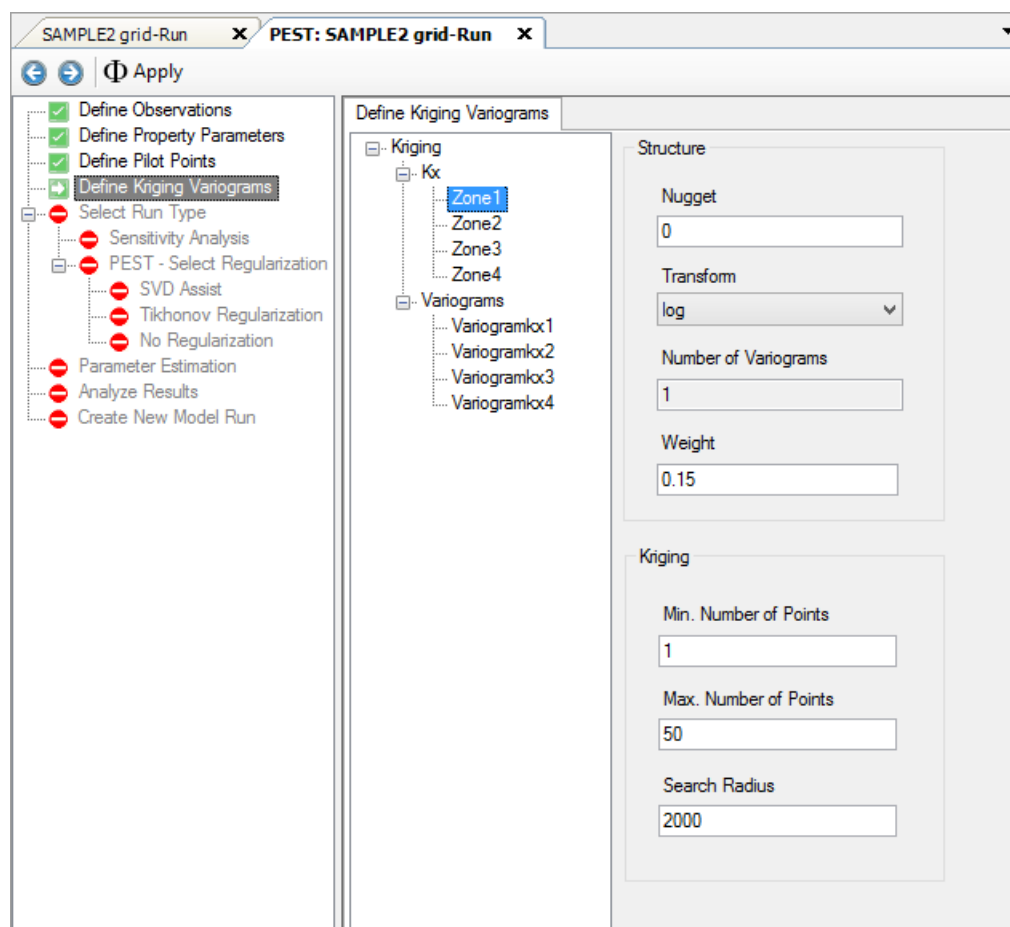 SAMPLE2 grid-Run
PEST: SAMPLE2 grid-Run
Φ Apply
Define Observations
Define Property Parameters
Define Pilot Points
Define Kriging Variograms
Select Run Type
Sensitivity Analysis
PEST - Select Regularization
SVD Assist
Tikhonov Regularization
No Regularization
Parameter Estimation
Analyze Results
Create New Model Run
Define Kriging Variograms
Kriging
Kx
Zone1
Zone2
Zone3
Zone4
Variograms
Variogramkx1
Variogramkx2
Variogramkx3
Variogramkx4
Structure
Nugget
0
Transform
log
Number of Variograms
1
Weight
0.15
Kriging
Min. Number of Points
1
Max. Number of Points
50
Search Radius
2000